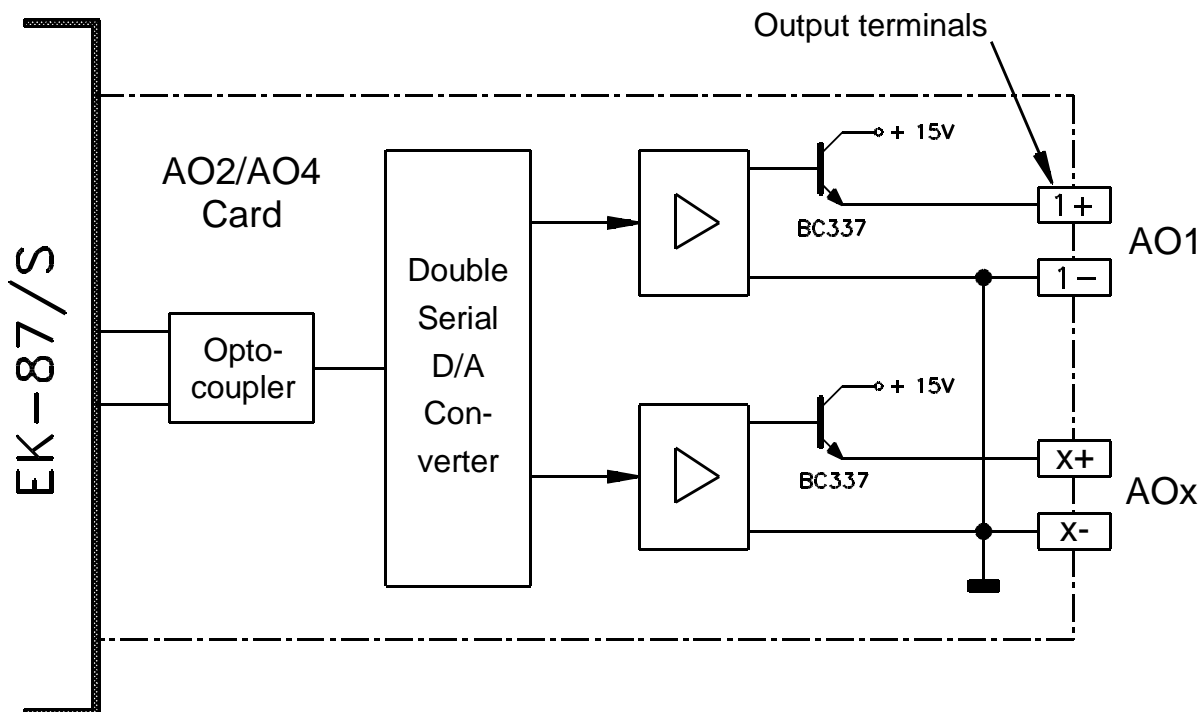 Output terminals
AO2/AO4
Card
+ 15V
BC337
1+
AO1
1-
EK-87/S
Opto-
coupler
Double
Serial
D/A
Con-
verter
+ 15V
BC337
x+
AOx
x-